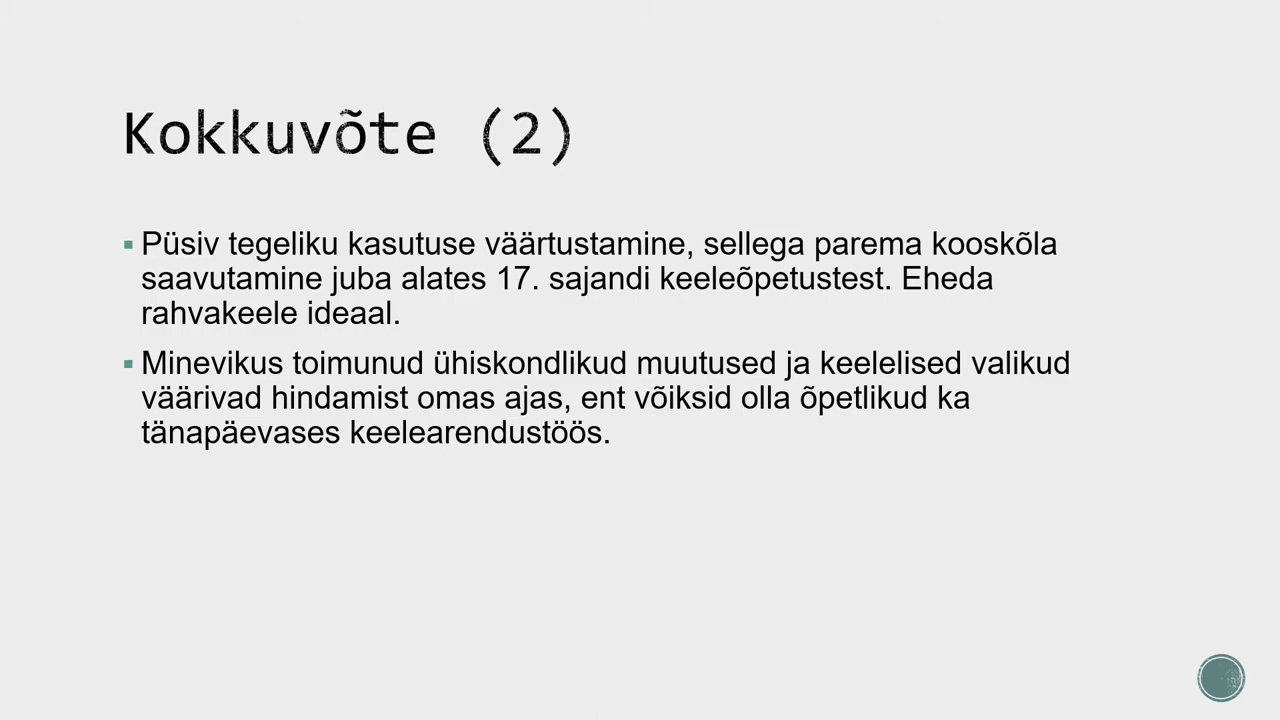 Kokkuvõte (2)
Püsiv tegeliku kasutuse väärtustamine, sellega parema kooskõla
saavutamine juba alates 17. sajandi keeleõpetustest. Eheda
rahvakeele ideaal.
Minevikus toimunud ühiskondlikud muutused ja keelelised valikud
väärivad hindamist omas ajas, ent võiksid olla õpetlikud ka
tänapäevases keelearendustöös.